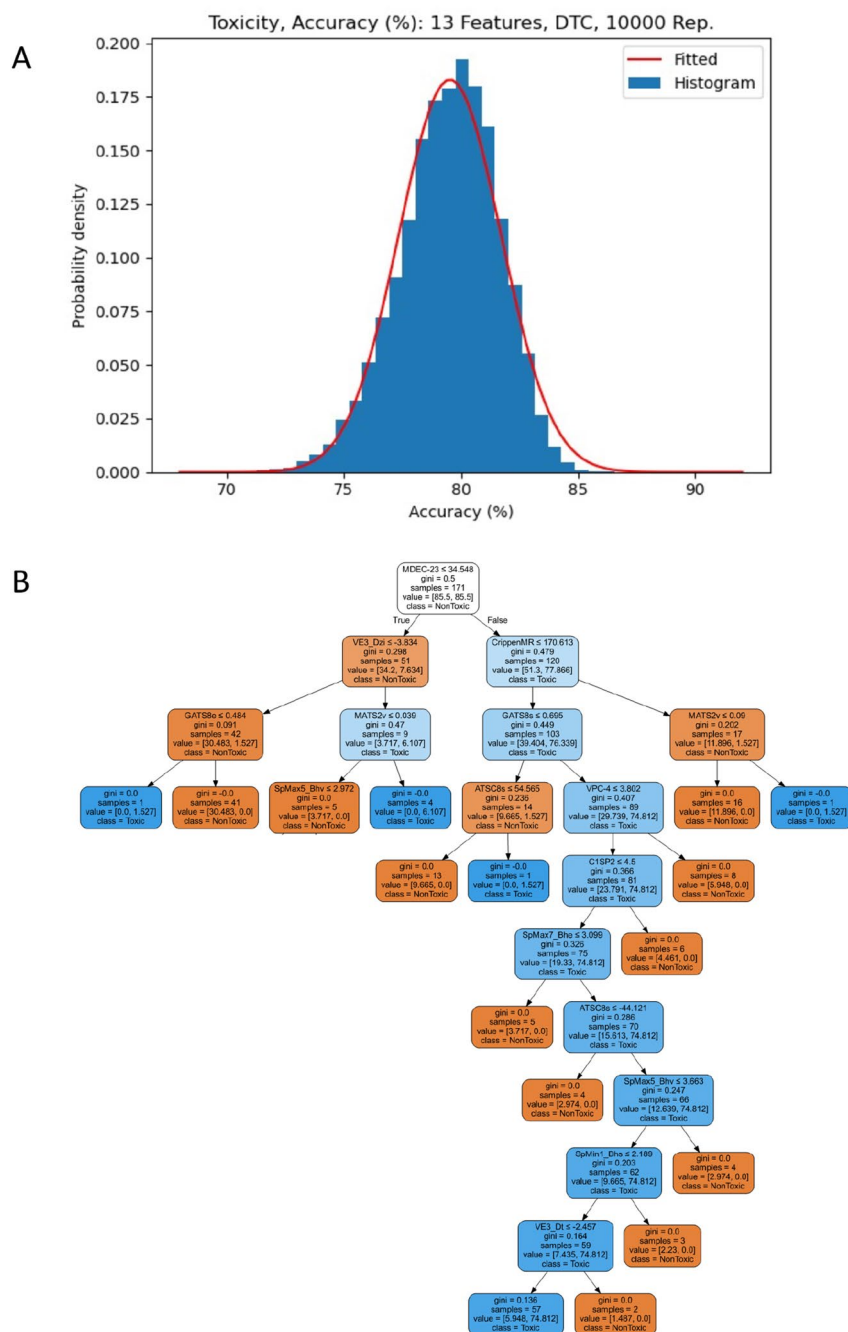 A
Toxicity, Accuracy (%): 13 Features, DTC, 10000 Rep.
Fitted
Histogram
0.200
0.175
0.150
0.125
0.100
0.075
0.050
0.025
0.000
Probability density
70 75 80 85 90
Accuracy (%)
B
MDEC-23 ≤ 34.548
gini = 0.5
samples = 171
value = [85.5, 85.5]
class = NonToxic
True
False
VE3_Dzi ≤ -3.834
gini = 0.298
samples = 51
value = [34.2, 7.634]
class = NonToxic
CrippenMR ≤ 170.613
gini = 0.479
samples = 120
value = [51.3, 77.866]
class = Toxic
GATS8e ≤ 0.484
gini = 0.091
samples = 42
value = [30.483, 1.527]
class = NonToxic
MATS2v ≤ 0.039
gini = 0.47
samples = 9
value = [3.717, 6.107]
class = Toxic
GATS8s ≤ 0.695
gini = 0.449
samples = 103
value = [39.404, 76.339]
class = Toxic
MATS2v ≤ 0.09
gini = 0.202
samples = 17
value = [11.896, 1.527]
class = NonToxic
gini = 0.0
samples = 1
value = [0.0, 1.527]
class = Toxic
gini = -0.0
samples = 41
value = [30.483, 0.0]
class = NonToxic
SpMax5_Bhv ≤ 2.972
gini = 0.0
samples = 5
value = [3.717, 0.0]
class = NonToxic
gini = -0.0
samples = 4
value = [0.0, 6.107]
class = Toxic
ATSC8s ≤ 54.565
gini = 0.236
samples = 14
value = [9.665, 1.527]
class = NonToxic
VPC-4 ≤ 3.802
gini = 0.407
samples = 89
value = [29.739, 74.812]
class = Toxic
gini = 0.0
samples = 16
value = [11.896, 0.0]
class = NonToxic
gini = -0.0
samples = 1
value = [0.0, 1.527]
class = Toxic
gini = 0.0
samples = 13
value = [9.665, 0.0]
class = NonToxic
gini = -0.0
samples = 1
value = [0.0, 1.527]
class = Toxic
C1SP2 ≤ 4.5
gini = 0.366
samples = 81
value = [23.791, 74.812]
class = Toxic
gini = 0.0
samples = 8
value = [5.948, 0.0]
class = NonToxic
SpMax7_Bhe ≤ 3.099
gini = 0.326
samples = 75
value = [19.33, 74.812]
class = Toxic
gini = 0.0
samples = 6
value = [4.461, 0.0]
class = NonToxic
gini = 0.0
samples = 5
value = [3.717, 0.0]
class = NonToxic
ATSC8e ≤ -44.121
gini = 0.286
samples = 70
value = [15.613, 74.812]
class = Toxic
gini = 0.0
samples = 4
value = [2.974, 0.0]
class = NonToxic
SpMax5_Bhv ≤ 3.663
gini = 0.247
samples = 66
value = [12.639, 74.812]
class = Toxic
SpMin1_Bhs ≤ 2.189
gini = 0.203
samples = 62
value = [9.665, 74.812]
class = Toxic
gini = 0.0
samples = 4
value = [2.974, 0.0]
class = NonToxic
VE3_Dt ≤ -2.457
gini = 0.164
samples = 59
value = [7.435, 74.812]
class = Toxic
gini = 0.0
samples = 3
value = [2.23, 0.0]
class = NonToxic
gini = 0.136
samples = 57
value = [5.948, 74.812]
class = Toxic
gini = 0.0
samples = 2
value = [1.487, 0.0]
class = NonToxic